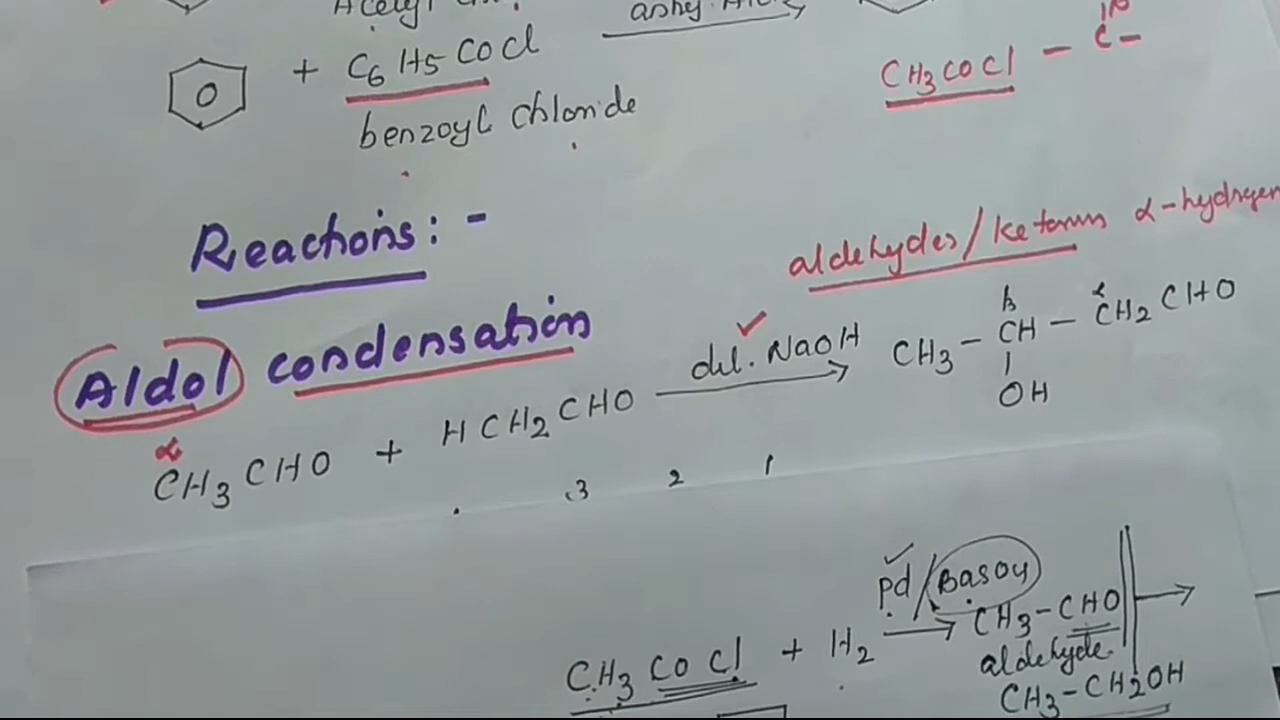 + C6H5COCl
benzoyl chloride
CH3COCl - C -
Reactions: -
aldehydes/ketones α-hydrogen
Aldol condensation
α
CH3CHO + HCH2CHO dil. NaOH CH3 - CH - CH2CHO
OH
3 2 1
CH3COCl + H2 Pd/BaSO4 CH3-CHO
aldehyde
CH3-CH2OH